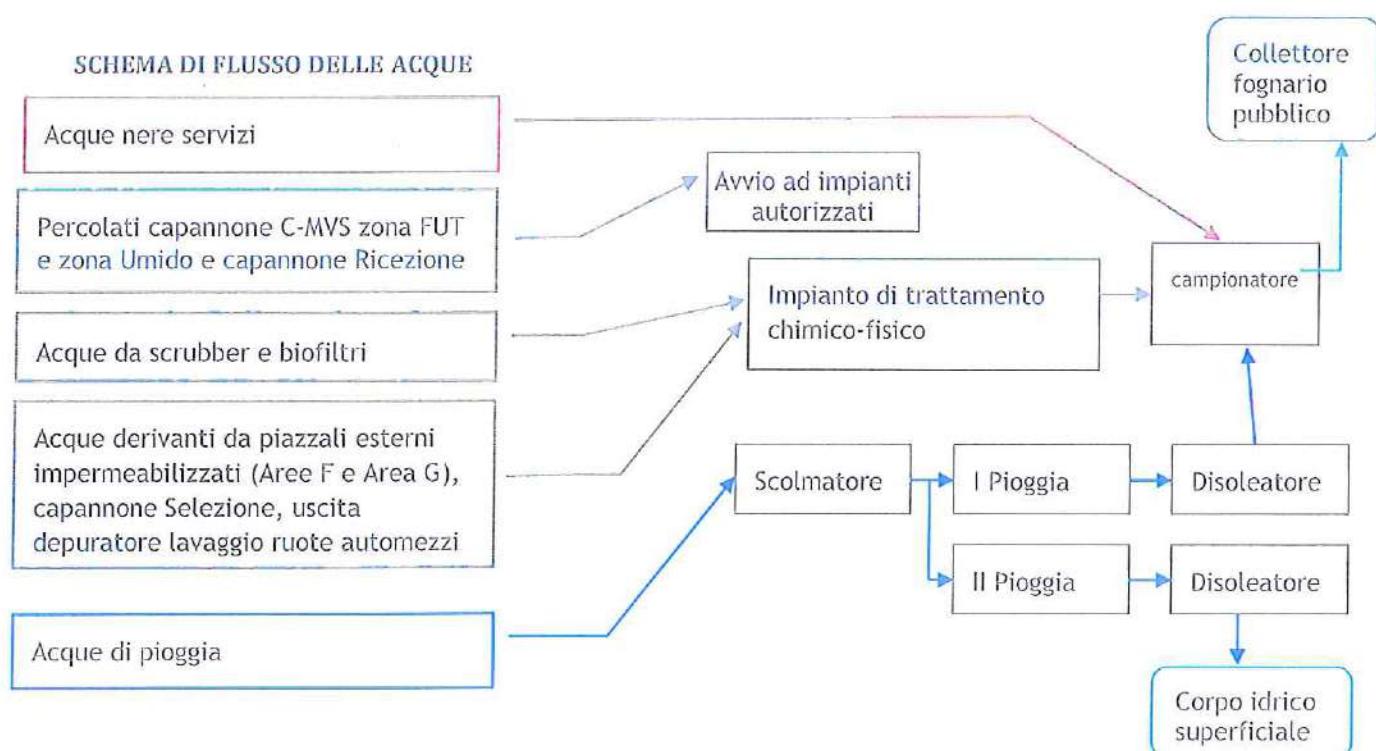 SCHEMA DI FLUSSO DELLE ACQUE
Collettore
fognario
pubblico
Acque nere servizi
Avvio ad impianti
autorizzati
Percolati capannone C-MVS zona FUT
e zona Umido e capannone Ricezione
Impianto di trattamento
chimico-fisico
campionatore
Acque da scrubber e biofiltri
Acque derivanti da piazzali esterni
impermeabilizzati (Aree F e Area G),
capannone Selezione, uscita
depuratore lavaggio ruote automezzi
Scolmatore
I Pioggia
Disoleatore
II Pioggia
Disoleatore
Acque di pioggia
Corpo idrico
superficiale